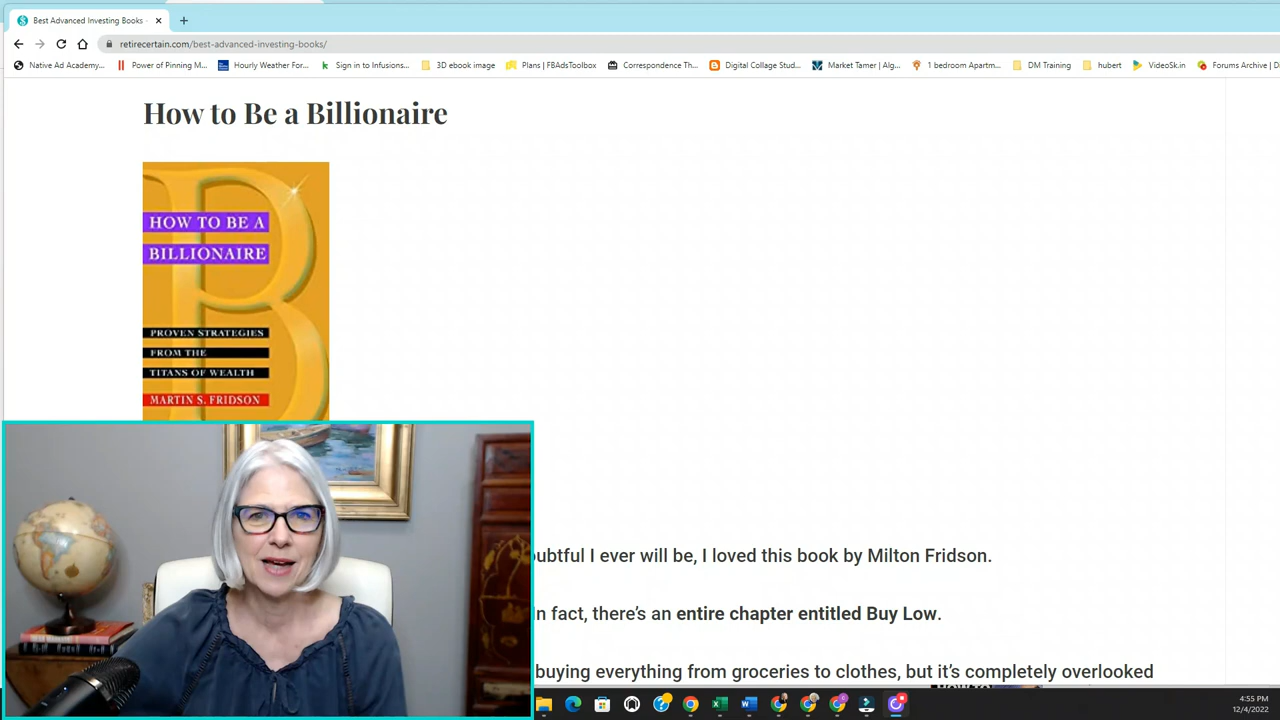 Best Advanced Investing Books -
retirecertain.com/best-advanced-investing-books/
Native Ad Academy...
Power of Pinning M...
Hourly Weather For...
Sign in to Infusions...
3D ebook image
Plans | FBAdsToolbox
Correspondence Th...
Digital Collage Stud...
Market Tamer | Alg...
1 bedroom Apartm...
DM Training
hubert
VideoSk.in
Forums Archive | D
How to Be a Billionaire
HOW TO BE A
BILLIONAIRE
PROVEN STRATEGIES
FROM THE
TITANS OF WEALTH
MARTIN S. FRIDSON
oubtful I ever will be, I loved this book by Milton Fridson.
In fact, there's an entire chapter entitled Buy Low.
buying everything from groceries to clothes, but it's completely overlooked
4:55 PM
12/4/2022